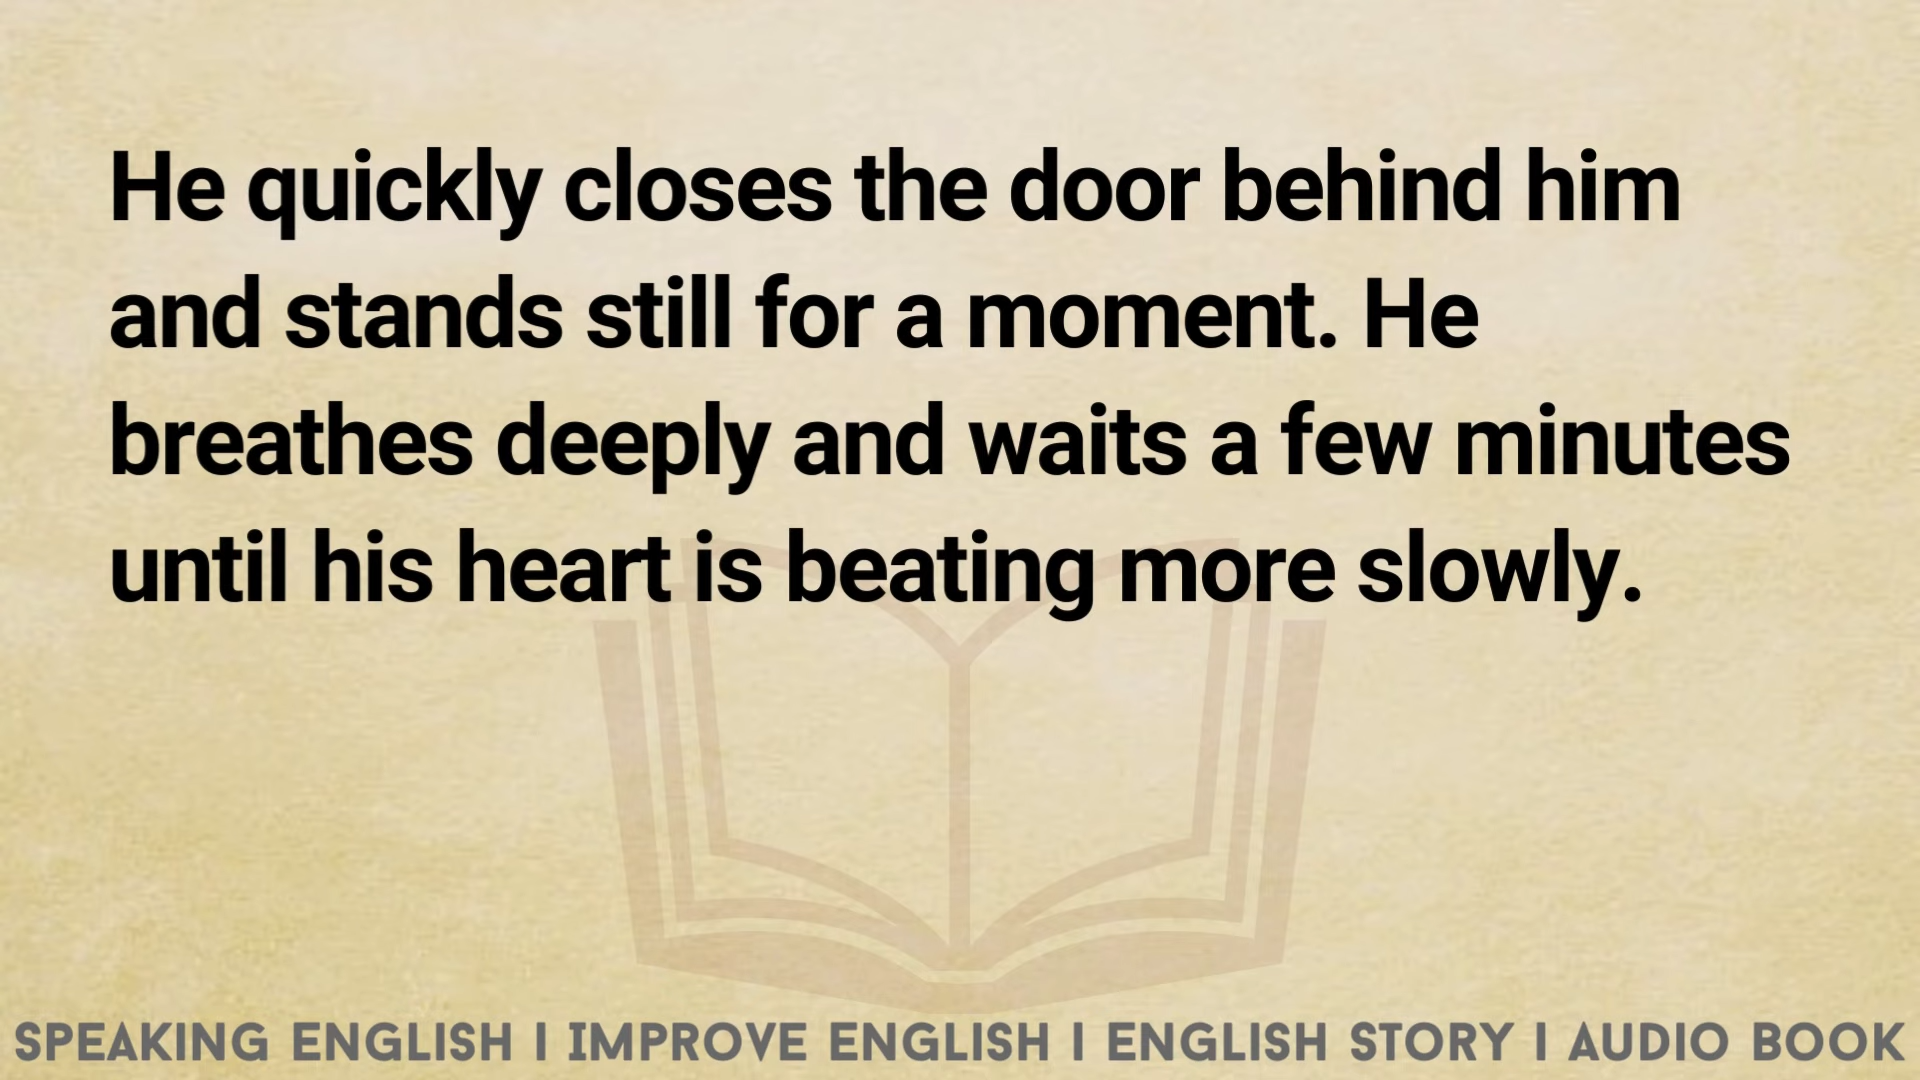 He quickly closes the door behind him
and stands still for a moment. He
breathes deeply and waits a few minutes
until his heart is beating more slowly.
SPEAKING ENGLISH I IMPROVE ENGLISH I ENGLISH STORY I AUDIO BOOK